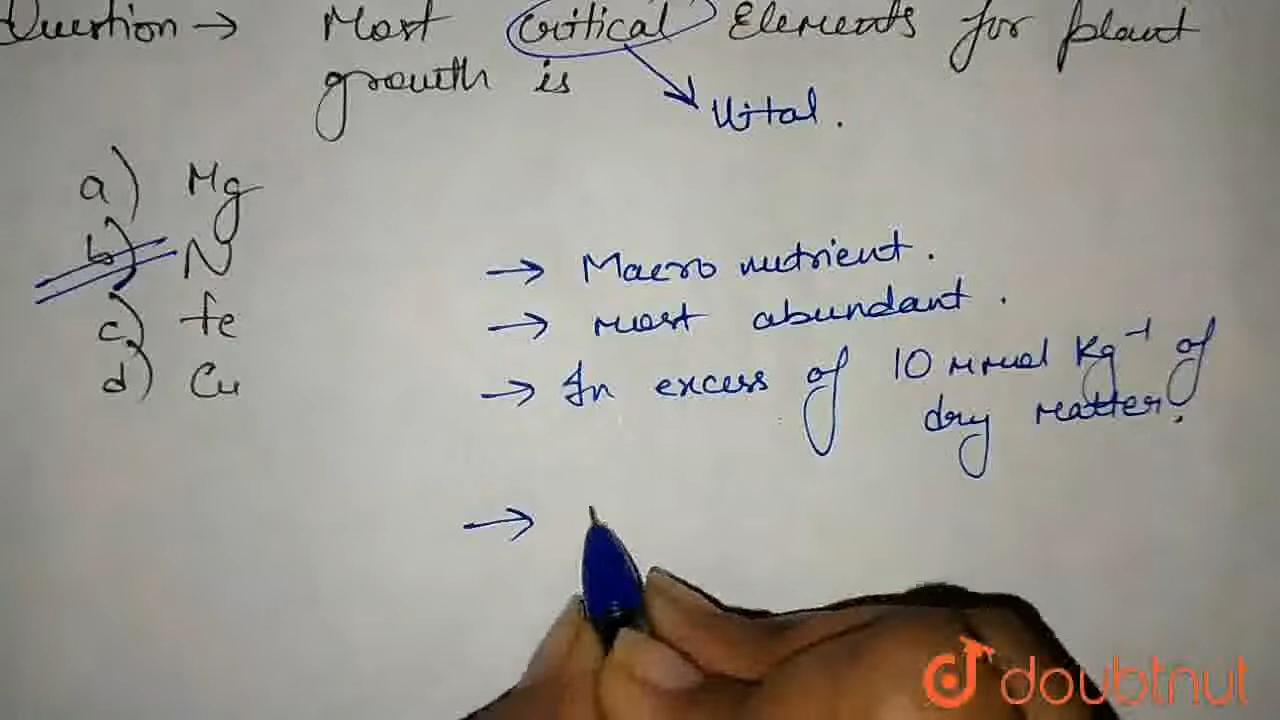 Question → Most Critical Elements for plant
growth is
Vital.
a) Mg
b) N
c) fe
d) Cu
→ Macro nutrient.
→ most abundant.
→ In excess of 10 mmol Kg⁻¹ of
dry matter.
→
doubtnut